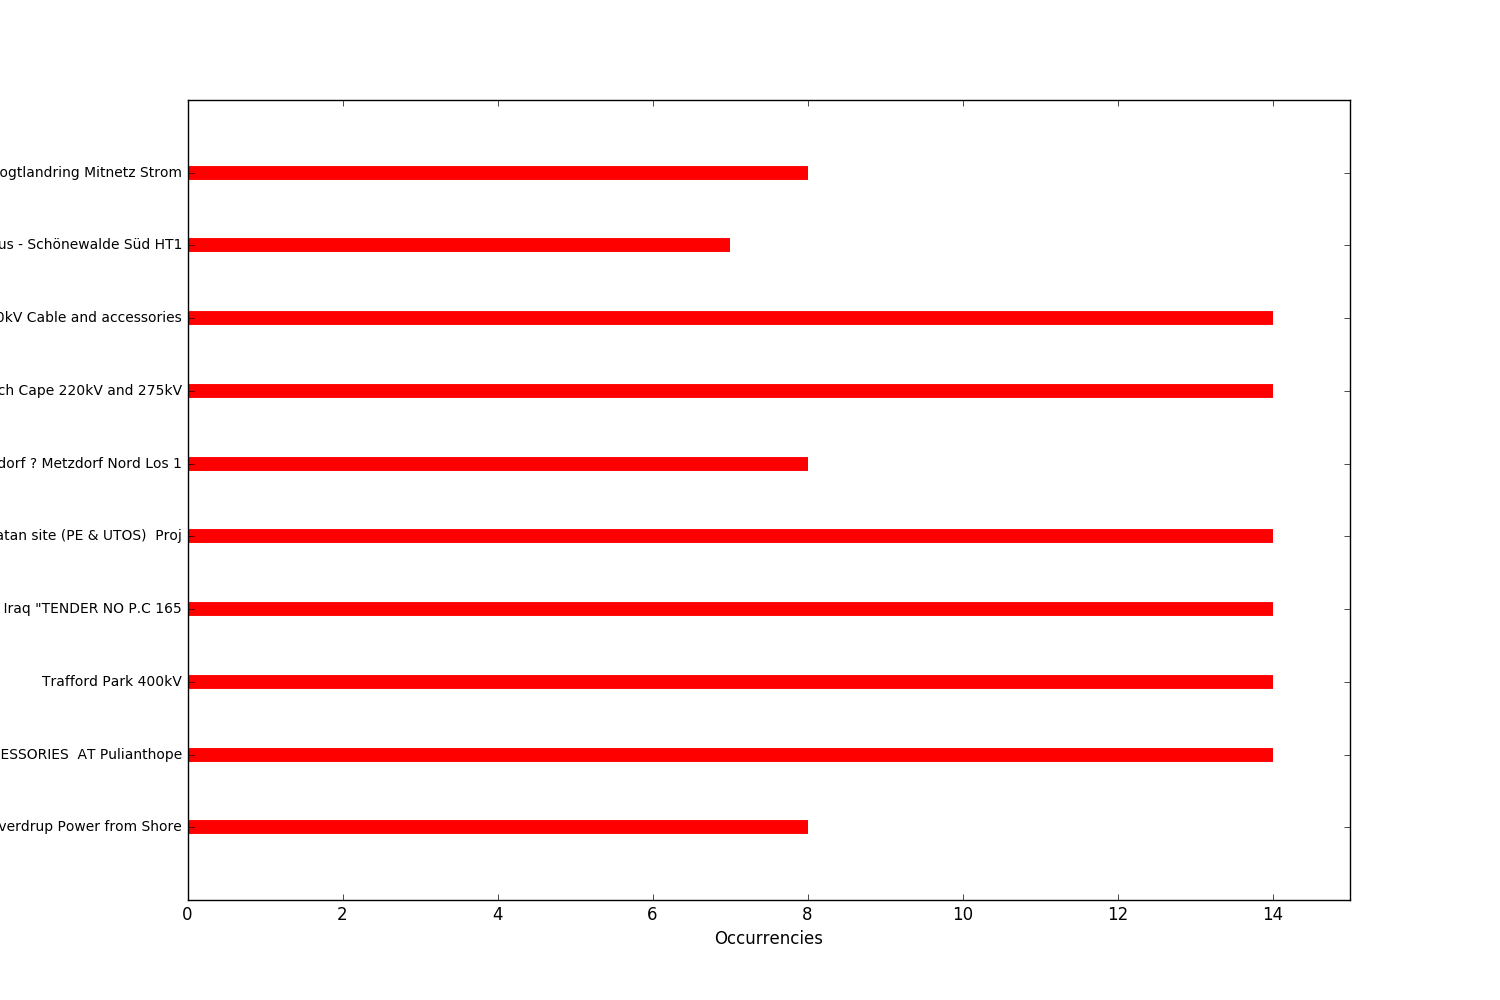 ogtlandring Mitnetz Strom
us - Schönewalde Süd HT1
0kV Cable and accessories
ch Cape 220kV and 275kV
dorf ? Metzdorf Nord Los 1
atan site (PE & UTOS)  Proj
Iraq "TENDER NO P.C 165
Trafford Park 400kV
ESSORIES  AT Pulianthope
verdrup Power from Shore
0 2 4 6 8 10 12 14
Occurrencies